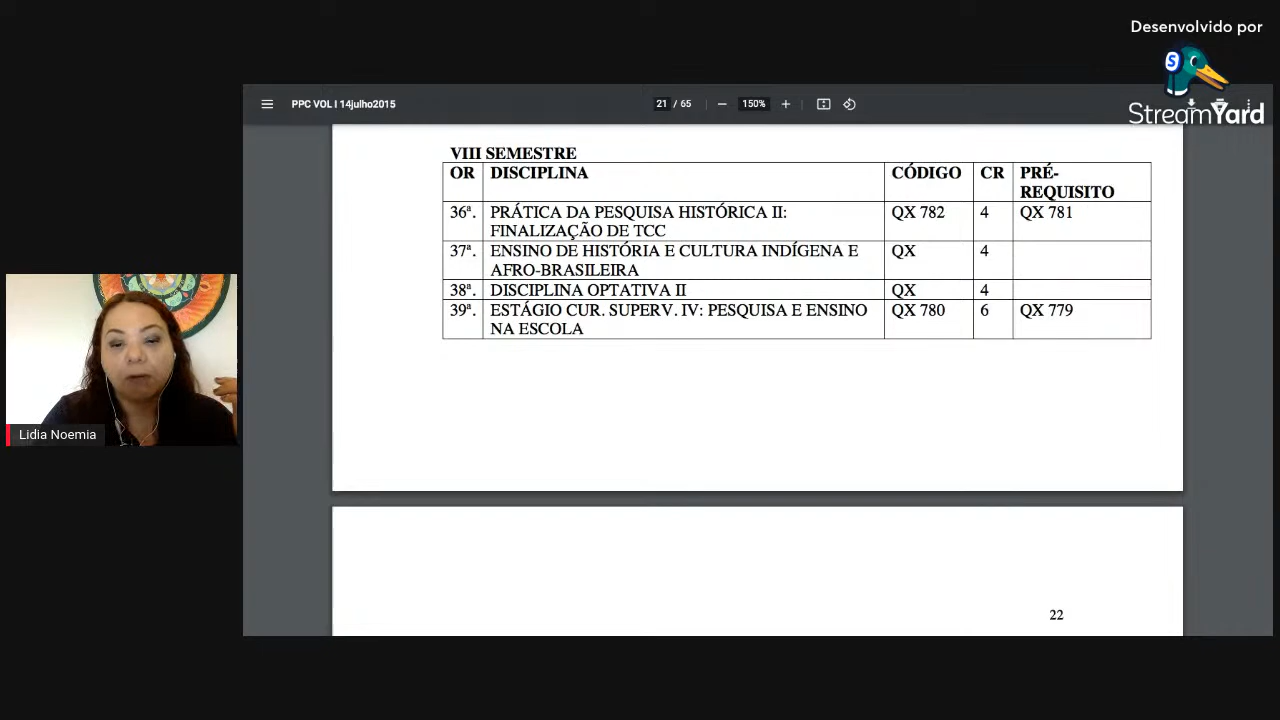 Desenvolvido por
StreamYard
PPC VOL I 14julho2015
21 / 65
150%
VIII SEMESTRE
OR DISCIPLINA CÓDIGO CR PRÉ-
REQUISITO
36ª. PRÁTICA DA PESQUISA HISTÓRICA II: QX 782 4 QX 781
FINALIZAÇÃO DE TCC
37ª. ENSINO DE HISTÓRIA E CULTURA INDÍGENA E QX 4
AFRO-BRASILEIRA
38ª. DISCIPLINA OPTATIVA II QX 4
39ª. ESTÁGIO CUR. SUPERV. IV: PESQUISA E ENSINO QX 780 6 QX 779
NA ESCOLA
Lidia Noemia
22